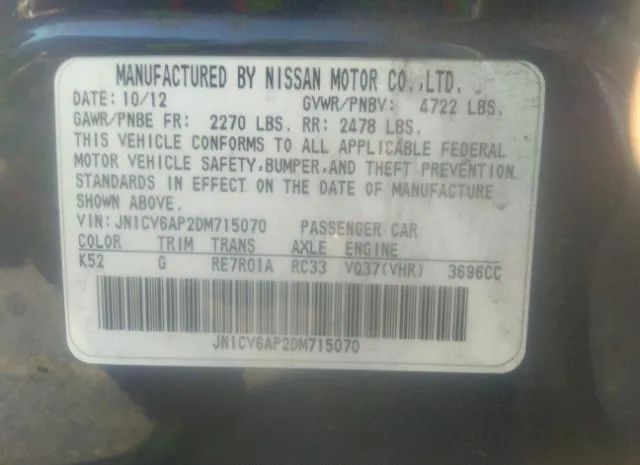 MANUFACTURED BY NISSAN MOTOR CO.,LTD.
DATE: 10/12 GVWR/PNBV: 4722 LBS.
GAWR/PNBE FR: 2270 LBS. RR: 2478 LBS.
THIS VEHICLE CONFORMS TO ALL APPLICABLE FEDERAL
MOTOR VEHICLE SAFETY,BUMPER,AND THEFT PREVENTION
STANDARDS IN EFFECT ON THE DATE OF MANUFACTURE
SHOWN ABOVE.
VIN: JN1CV6AP2DM715070 PASSENGER CAR
COLOR TRIM TRANS AXLE ENGINE
K52 G RE7R01A RC33 VQ37(VHR) 3696CC
JN1CV6AP2DM715070